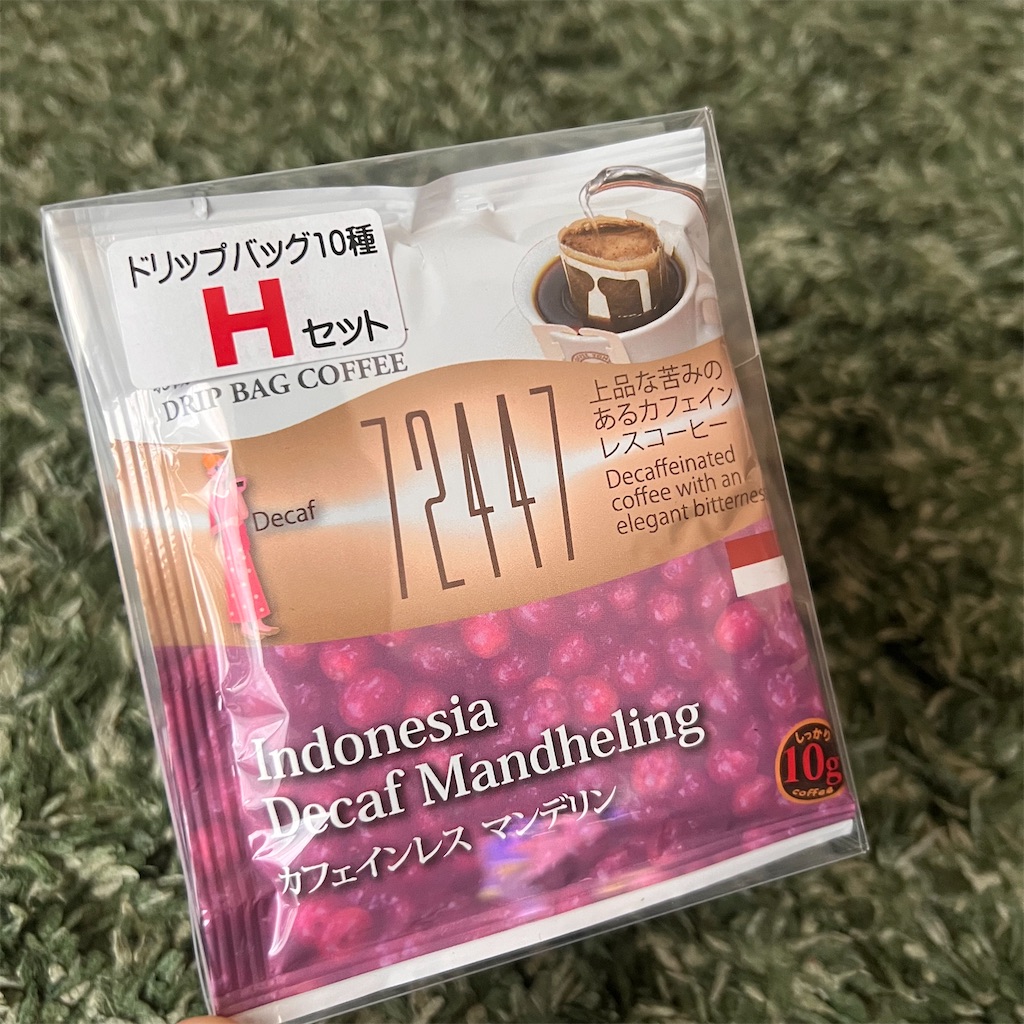 ドリップバッグ10種
Hセット
DRIP BAG COFFEE
Decaf
72447
上品な苦みの
あるカフェイン
レスコーヒー
Decaffeinated
coffee with an
elegant bitterness
Indonesia
Decaf Mandheling
カフェインレス マンデリン
しっかり
10g
coffee